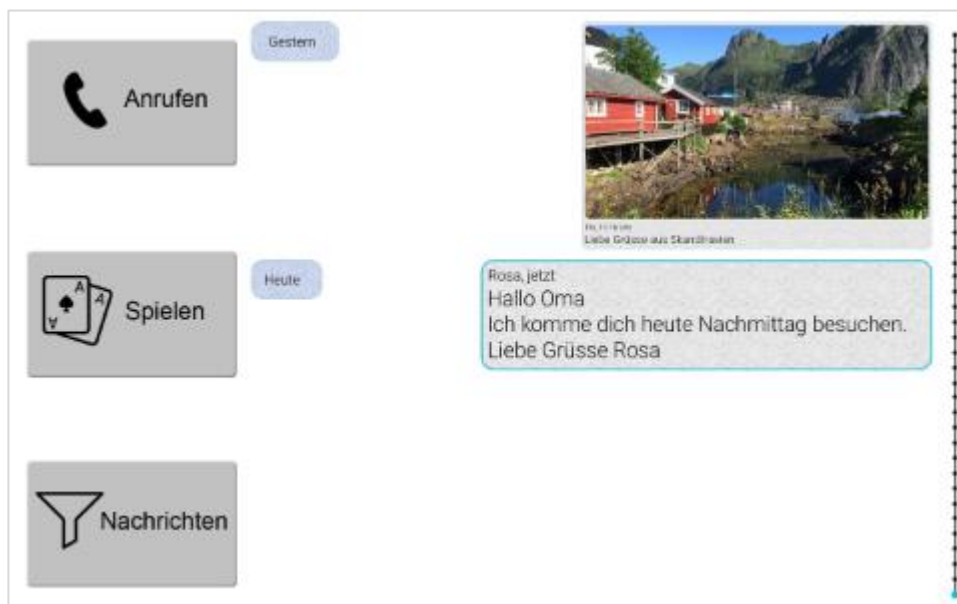 Anrufen
Gestern
Liebe Grüsse aus Skandinavien
A
A
A
Spielen
Heute
Rosa, jetzt
Hallo Oma
Ich komme dich heute Nachmittag besuchen.
Liebe Grüsse Rosa
Nachrichten